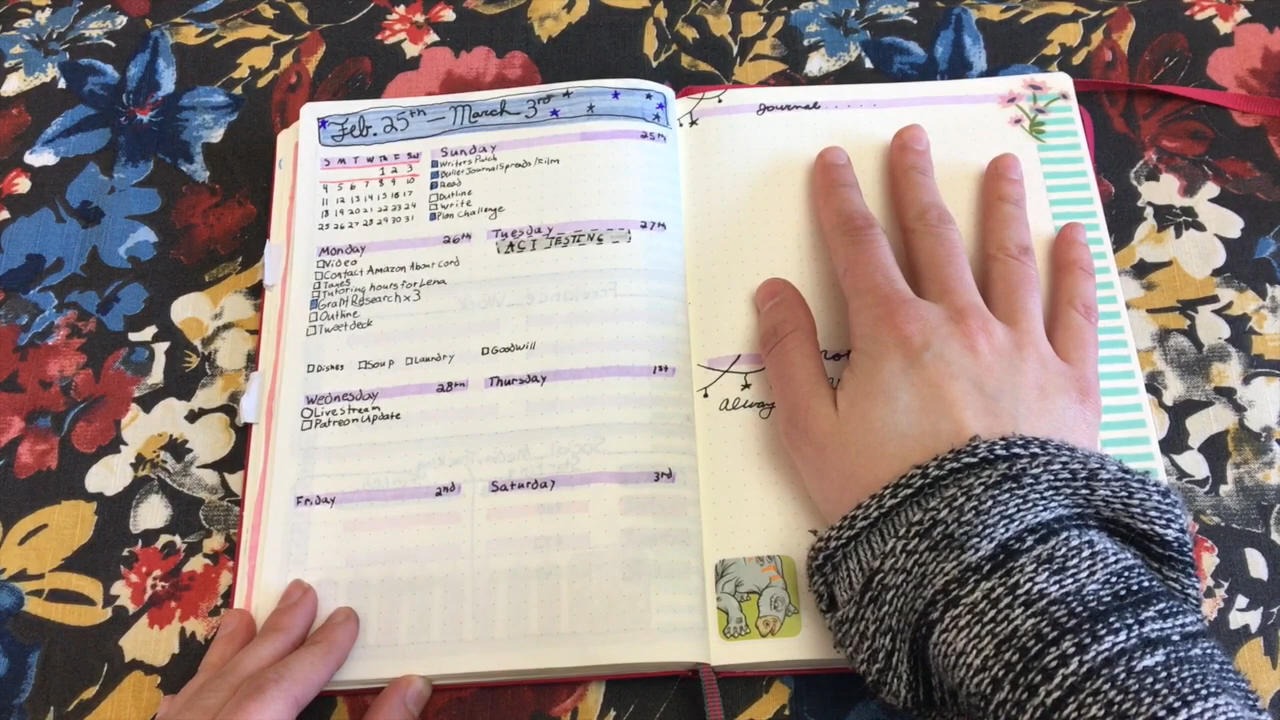 Feb. 25th - March 3rd
S M T W Th F Sat
1 2 3
4 5 6 7 8 9 10
11 12 13 14 15 16 17
18 19 20 21 22 23 24
25 26 27 28 29 30 31
Sunday 25th
Writers Patch
Bullet Journal Spreads/Film
Read
Outline
Write
Plan Challenge
Monday 26th
Video
Contact Amazon About cord
Taxes
Tutoring hours for Lena
Grant Research x 3
Outline
Tweetdeck
Dishes Soup Laundry Goodwill
Tuesday 27th
ACT TESTING
Wednesday 28th
Livestream
Patreon Update
Thursday 1st
Friday 2nd
Saturday 3rd
Journal.....